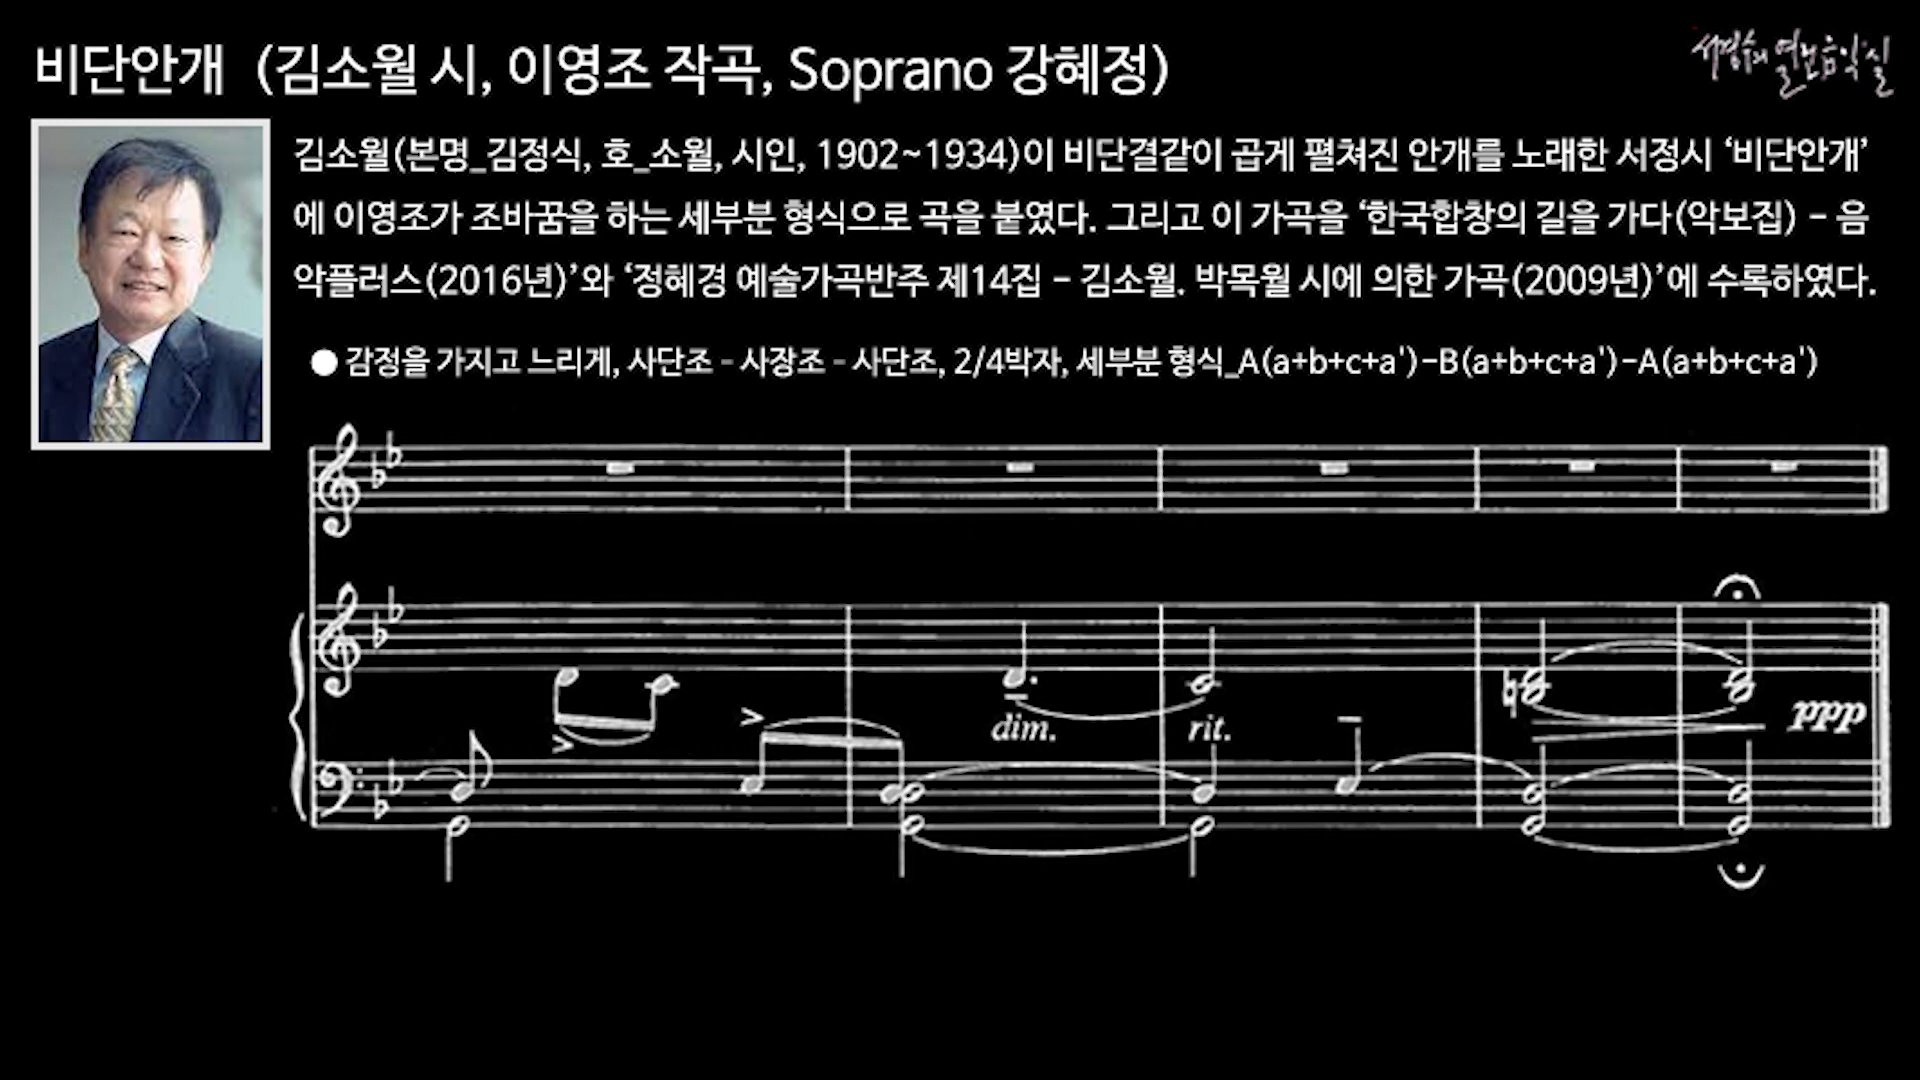 비단안개 (김소월 시, 이영조 작곡, Soprano 강혜정)
서경수의 열린음악실
김소월(본명_김정식, 호_소월, 시인, 1902~1934)이 비단결같이 곱게 펼쳐진 안개를 노래한 서정시 ‘비단안개’
에 이영조가 조바꿈을 하는 세부분 형식으로 곡을 붙였다. 그리고 이 가곡을 ‘한국합창의 길을 가다(악보집) - 음
악플러스(2016년)’와 ‘정혜경 예술가곡반주 제14집 - 김소월. 박목월 시에 의한 가곡(2009년)’에 수록하였다.
● 감정을 가지고 느리게, 사단조 - 사장조 - 사단조, 2/4박자, 세부분 형식_A(a+b+c+a')-B(a+b+c+a')-A(a+b+c+a')
dim. rit. ppp